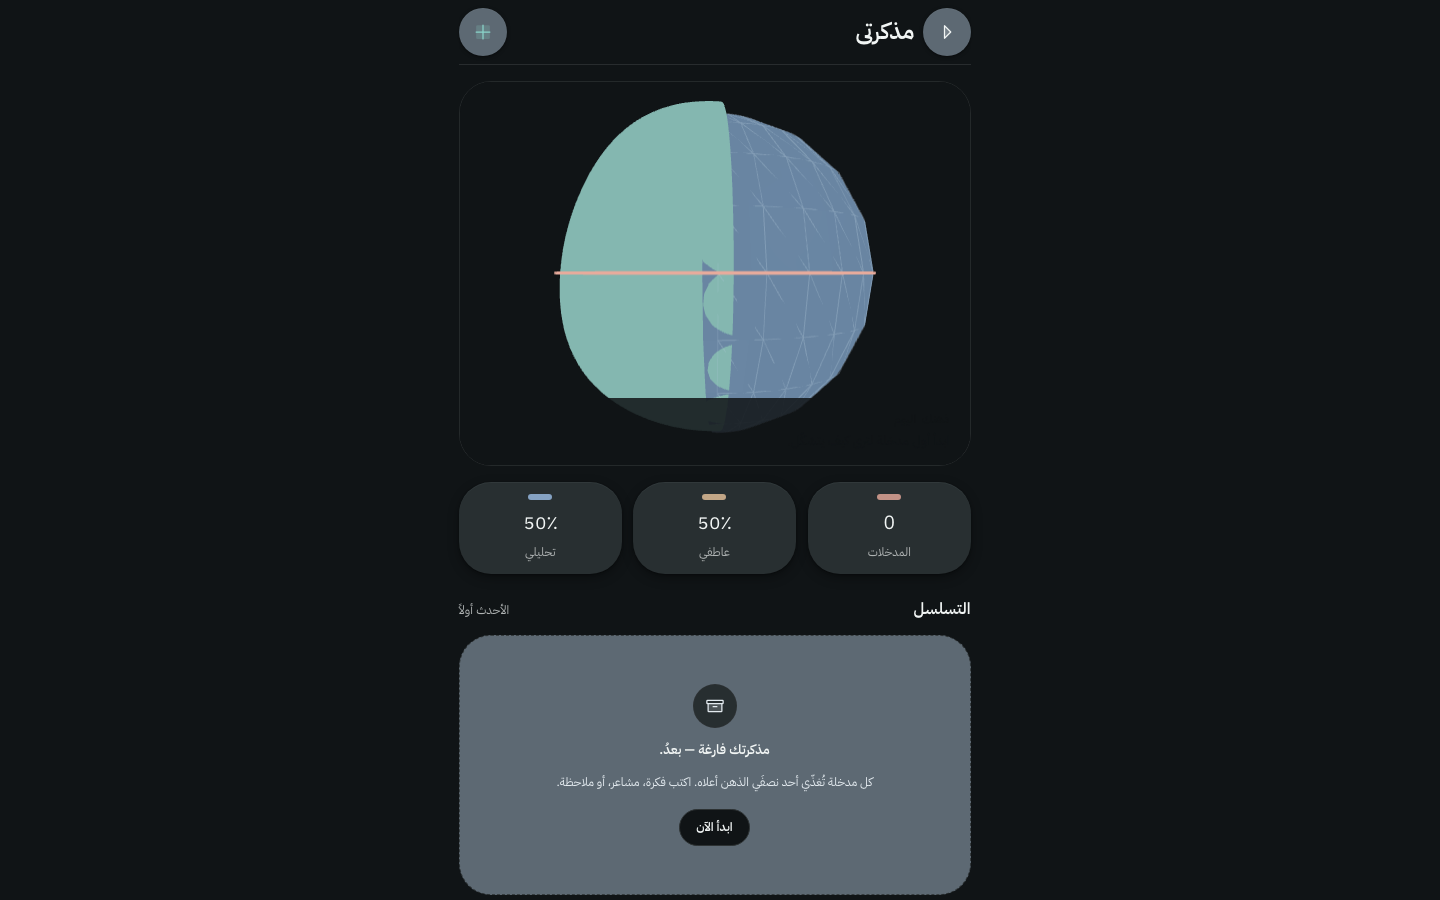 مذكرتى
0
المدخلات
50٪
عاطفي
50٪
تحليلي
التسلسل
الأحدث أولاً
مذكرتك فارغة — بعدُ.
كل مدخلة تُغذّي أحد نصفَي الذهن أعلاه. اكتب فكرة، مشاعر، أو ملاحظة.
ابدأ الآن